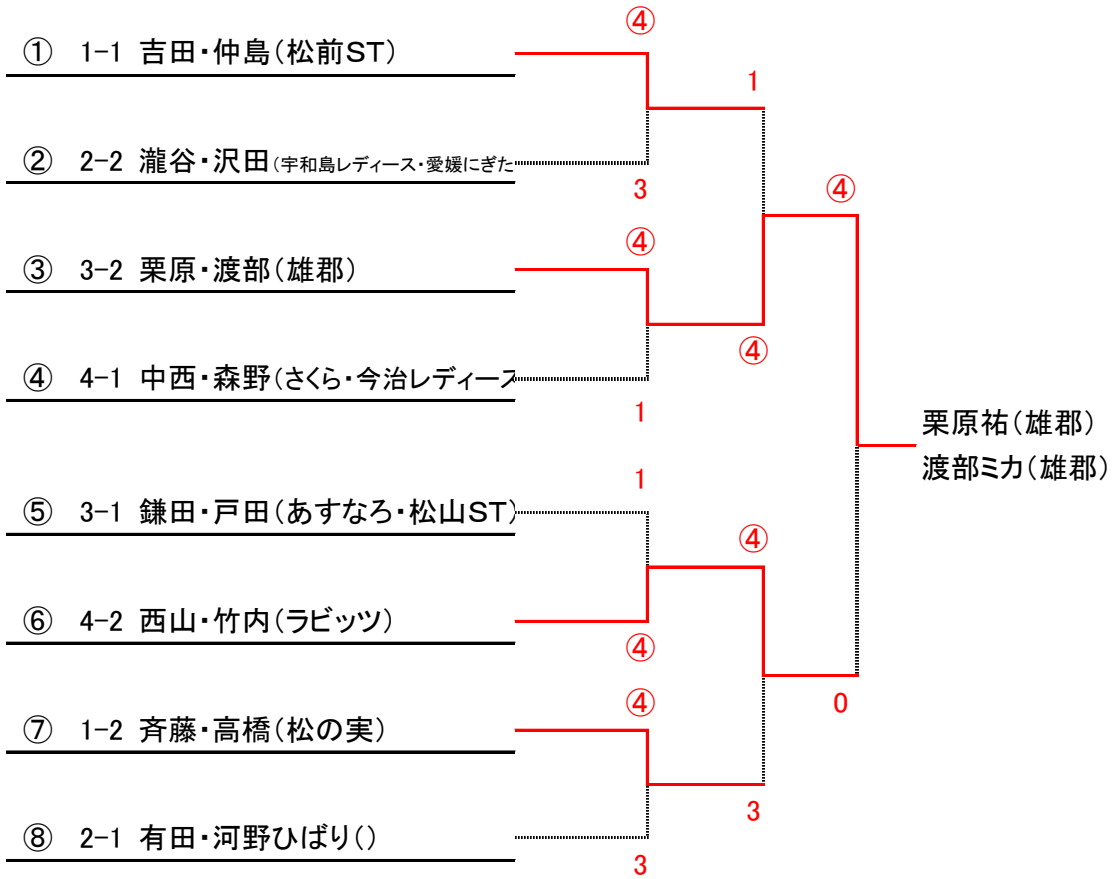 ④
① 1-1 吉田・仲島(松前ST)
1
② 2-2 瀧谷・沢田(宇和島レディース・愛媛にぎた
3
④
④
③ 3-2 栗原・渡部(雄郡)
④
④ 4-1 中西・森野(さくら・今治レディース
1
栗原祐(雄郡)
渡部ミカ(雄郡)
1
⑤ 3-1 鎌田・戸田(あすなろ・松山ST)
④
⑥ 4-2 西山・竹内(ラビッツ)
④
④
0
⑦ 1-2 斉藤・高橋(松の実)
3
⑧ 2-1 有田・河野ひばり()
3